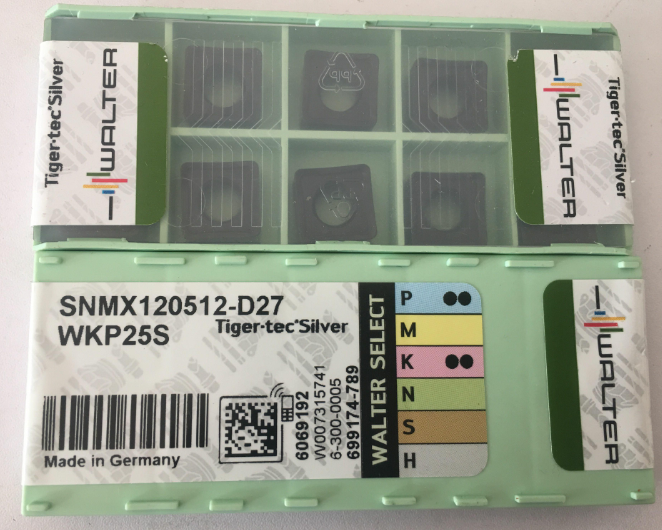 Tiger·tec®Silver
WALTER
PP
WALTER
Tiger·tec®Silver
SNMX120512-D27
WKP25S
Tiger·tec®Silver
Made in Germany
6069192
W007315741
6-300-0005
699174-789
WALTER SELECT
P
M
K
N
S
H
WALTER